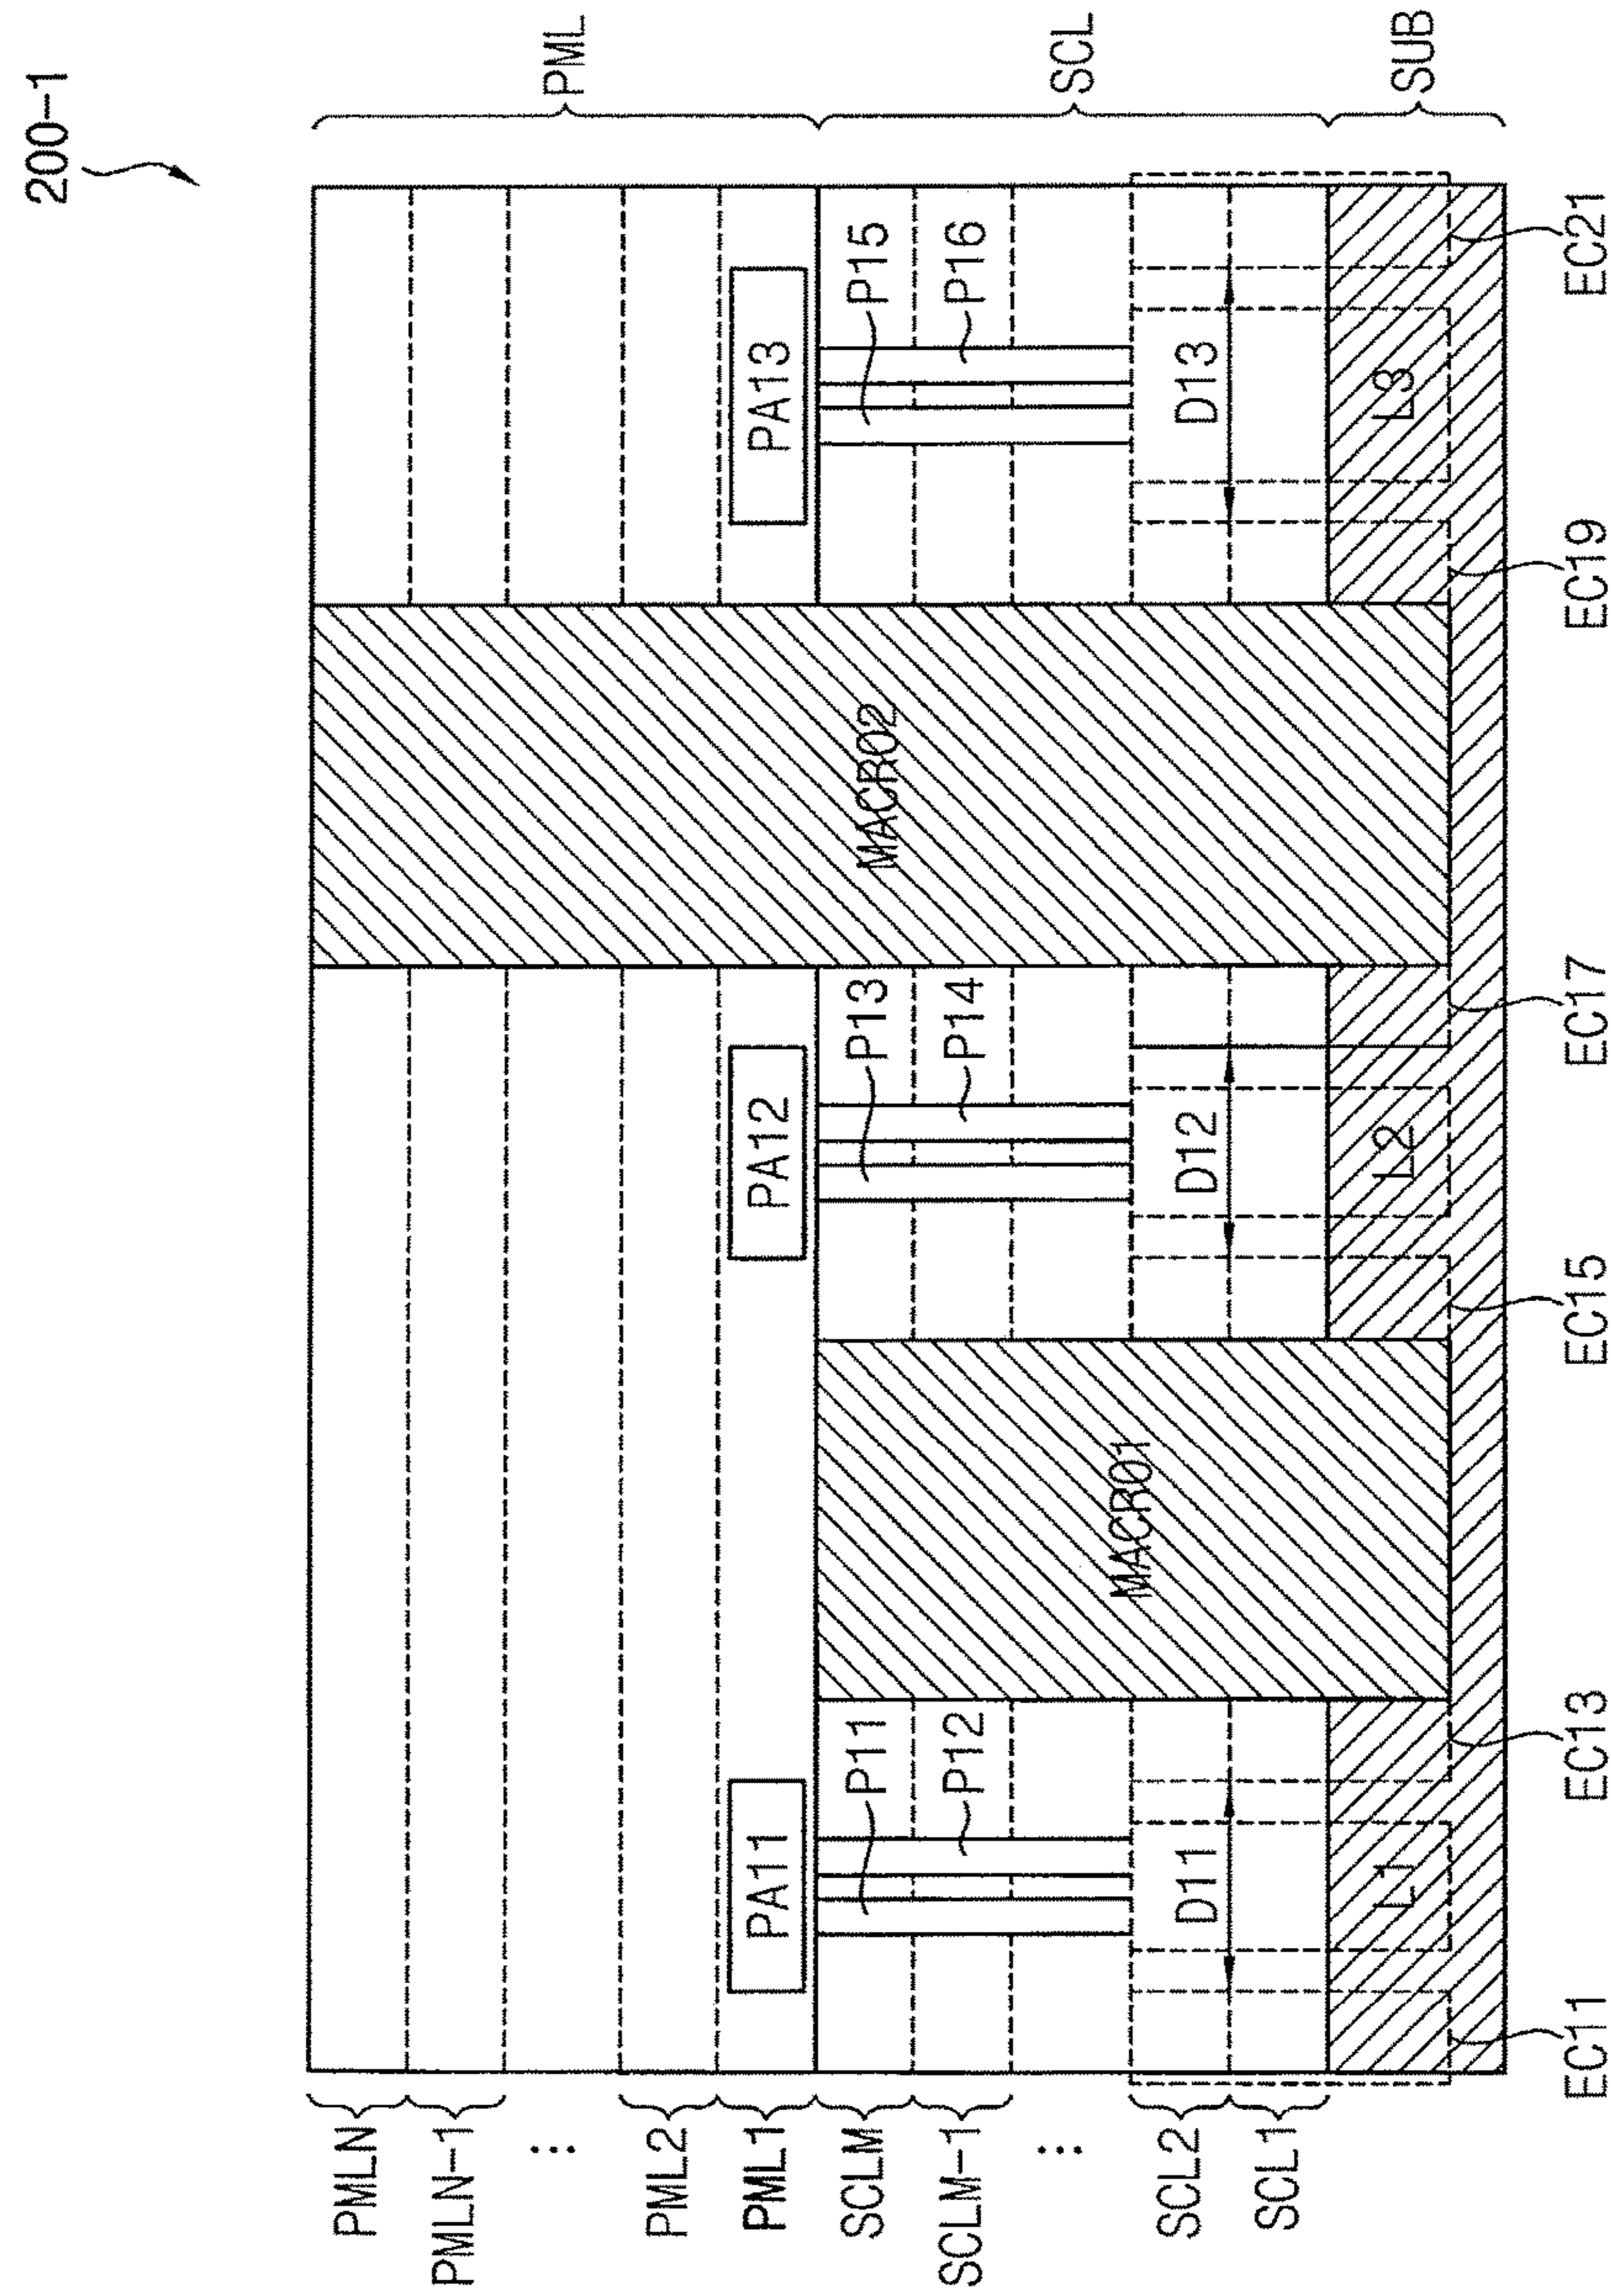 200-1
PMLN
PMLN-1
⋮
PML2
PML1
SCLM
SCLM-1
⋮
SCL2
SCL1
PML
SCL
SUB
PA11
PA12
PA13
P11
P12
P13
P14
P15
P16
MACRO1
MACRO2
D11
D12
D13
L1
L2
L3
EC11
EC13
EC15
EC17
EC19
EC21